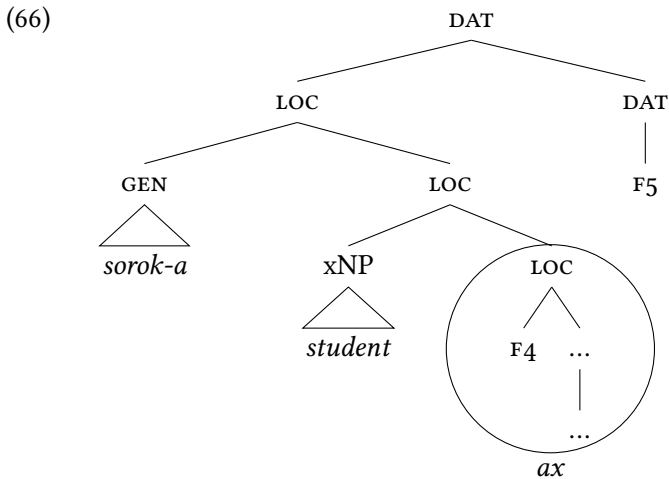 (66)
DAT
LOC DAT
GEN LOC F5
sorok-a xNP LOC
student F4 ...
...
ax